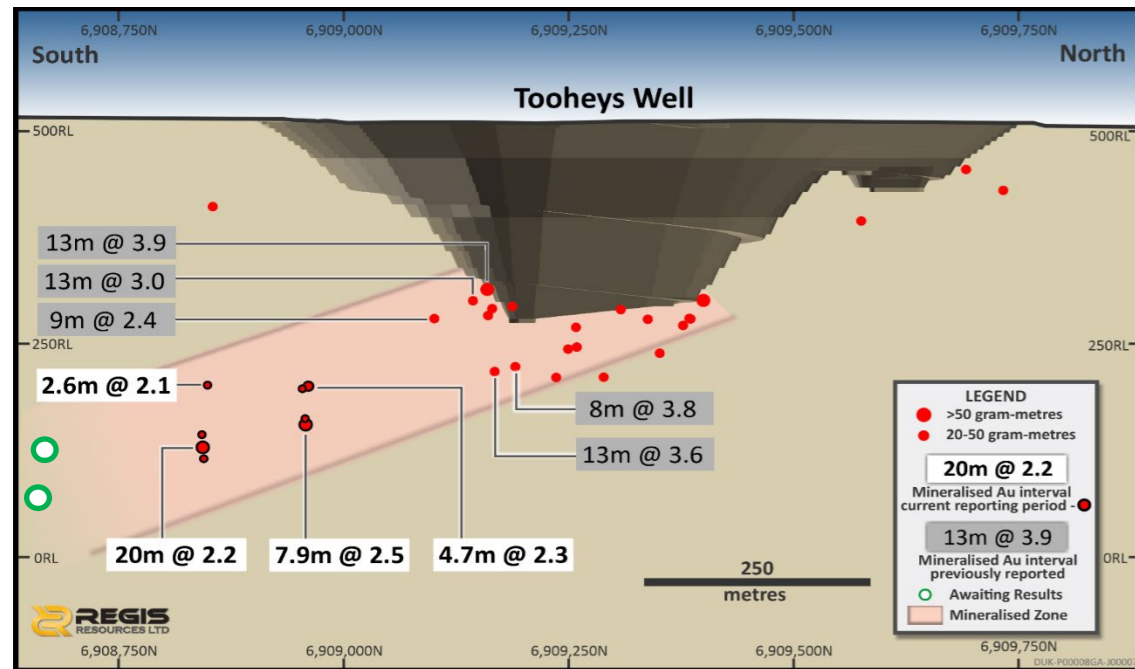 6,908,750N
6,909,000N
6,909,250N
6,909,500N
6,909,750N
South
North
Tooheys Well
500RL
500RL
13m @ 3.9
13m @ 3.0
9m @ 2.4
250RL
250RL
2.6m @ 2.1
8m @ 3.8
13m @ 3.6
20m @ 2.2
7.9m @ 2.5
4.7m @ 2.3
0RL
0RL
250
metres
LEGEND
>50 gram-metres
20-50 gram-metres
20m @ 2.2
Mineralised Au interval
current reporting period -
13m @ 3.9
Mineralised Au interval
previously reported
Awaiting Results
Mineralised Zone
REGIS
RESOURCES LTD
6,908,750N
6,909,000N
6,909,250N
6,909,500N
6,909,750N
DUK-P00008GA-J0000